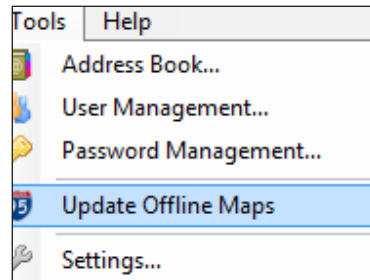 Tools Help
Address Book...
User Management...
Password Management...
Update Offline Maps
Settings...